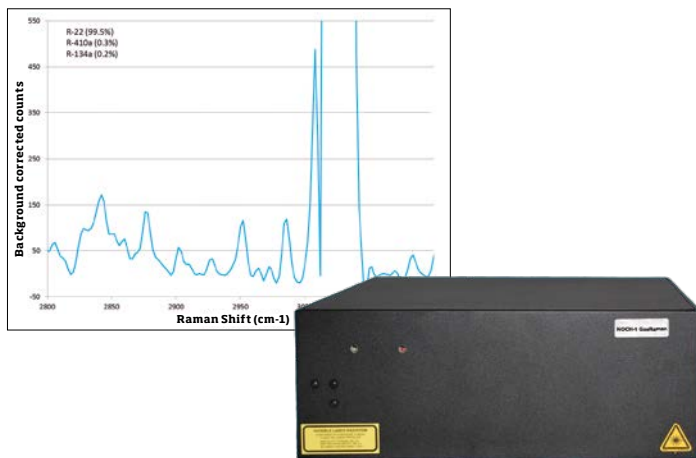 R-22 (99.5%)
R-410a (0.3%)
R-134a (0.2%)
Background corrected counts
550
450
350
250
150
50
-50
2800
2850
2900
2950
Raman Shift (cm-1)